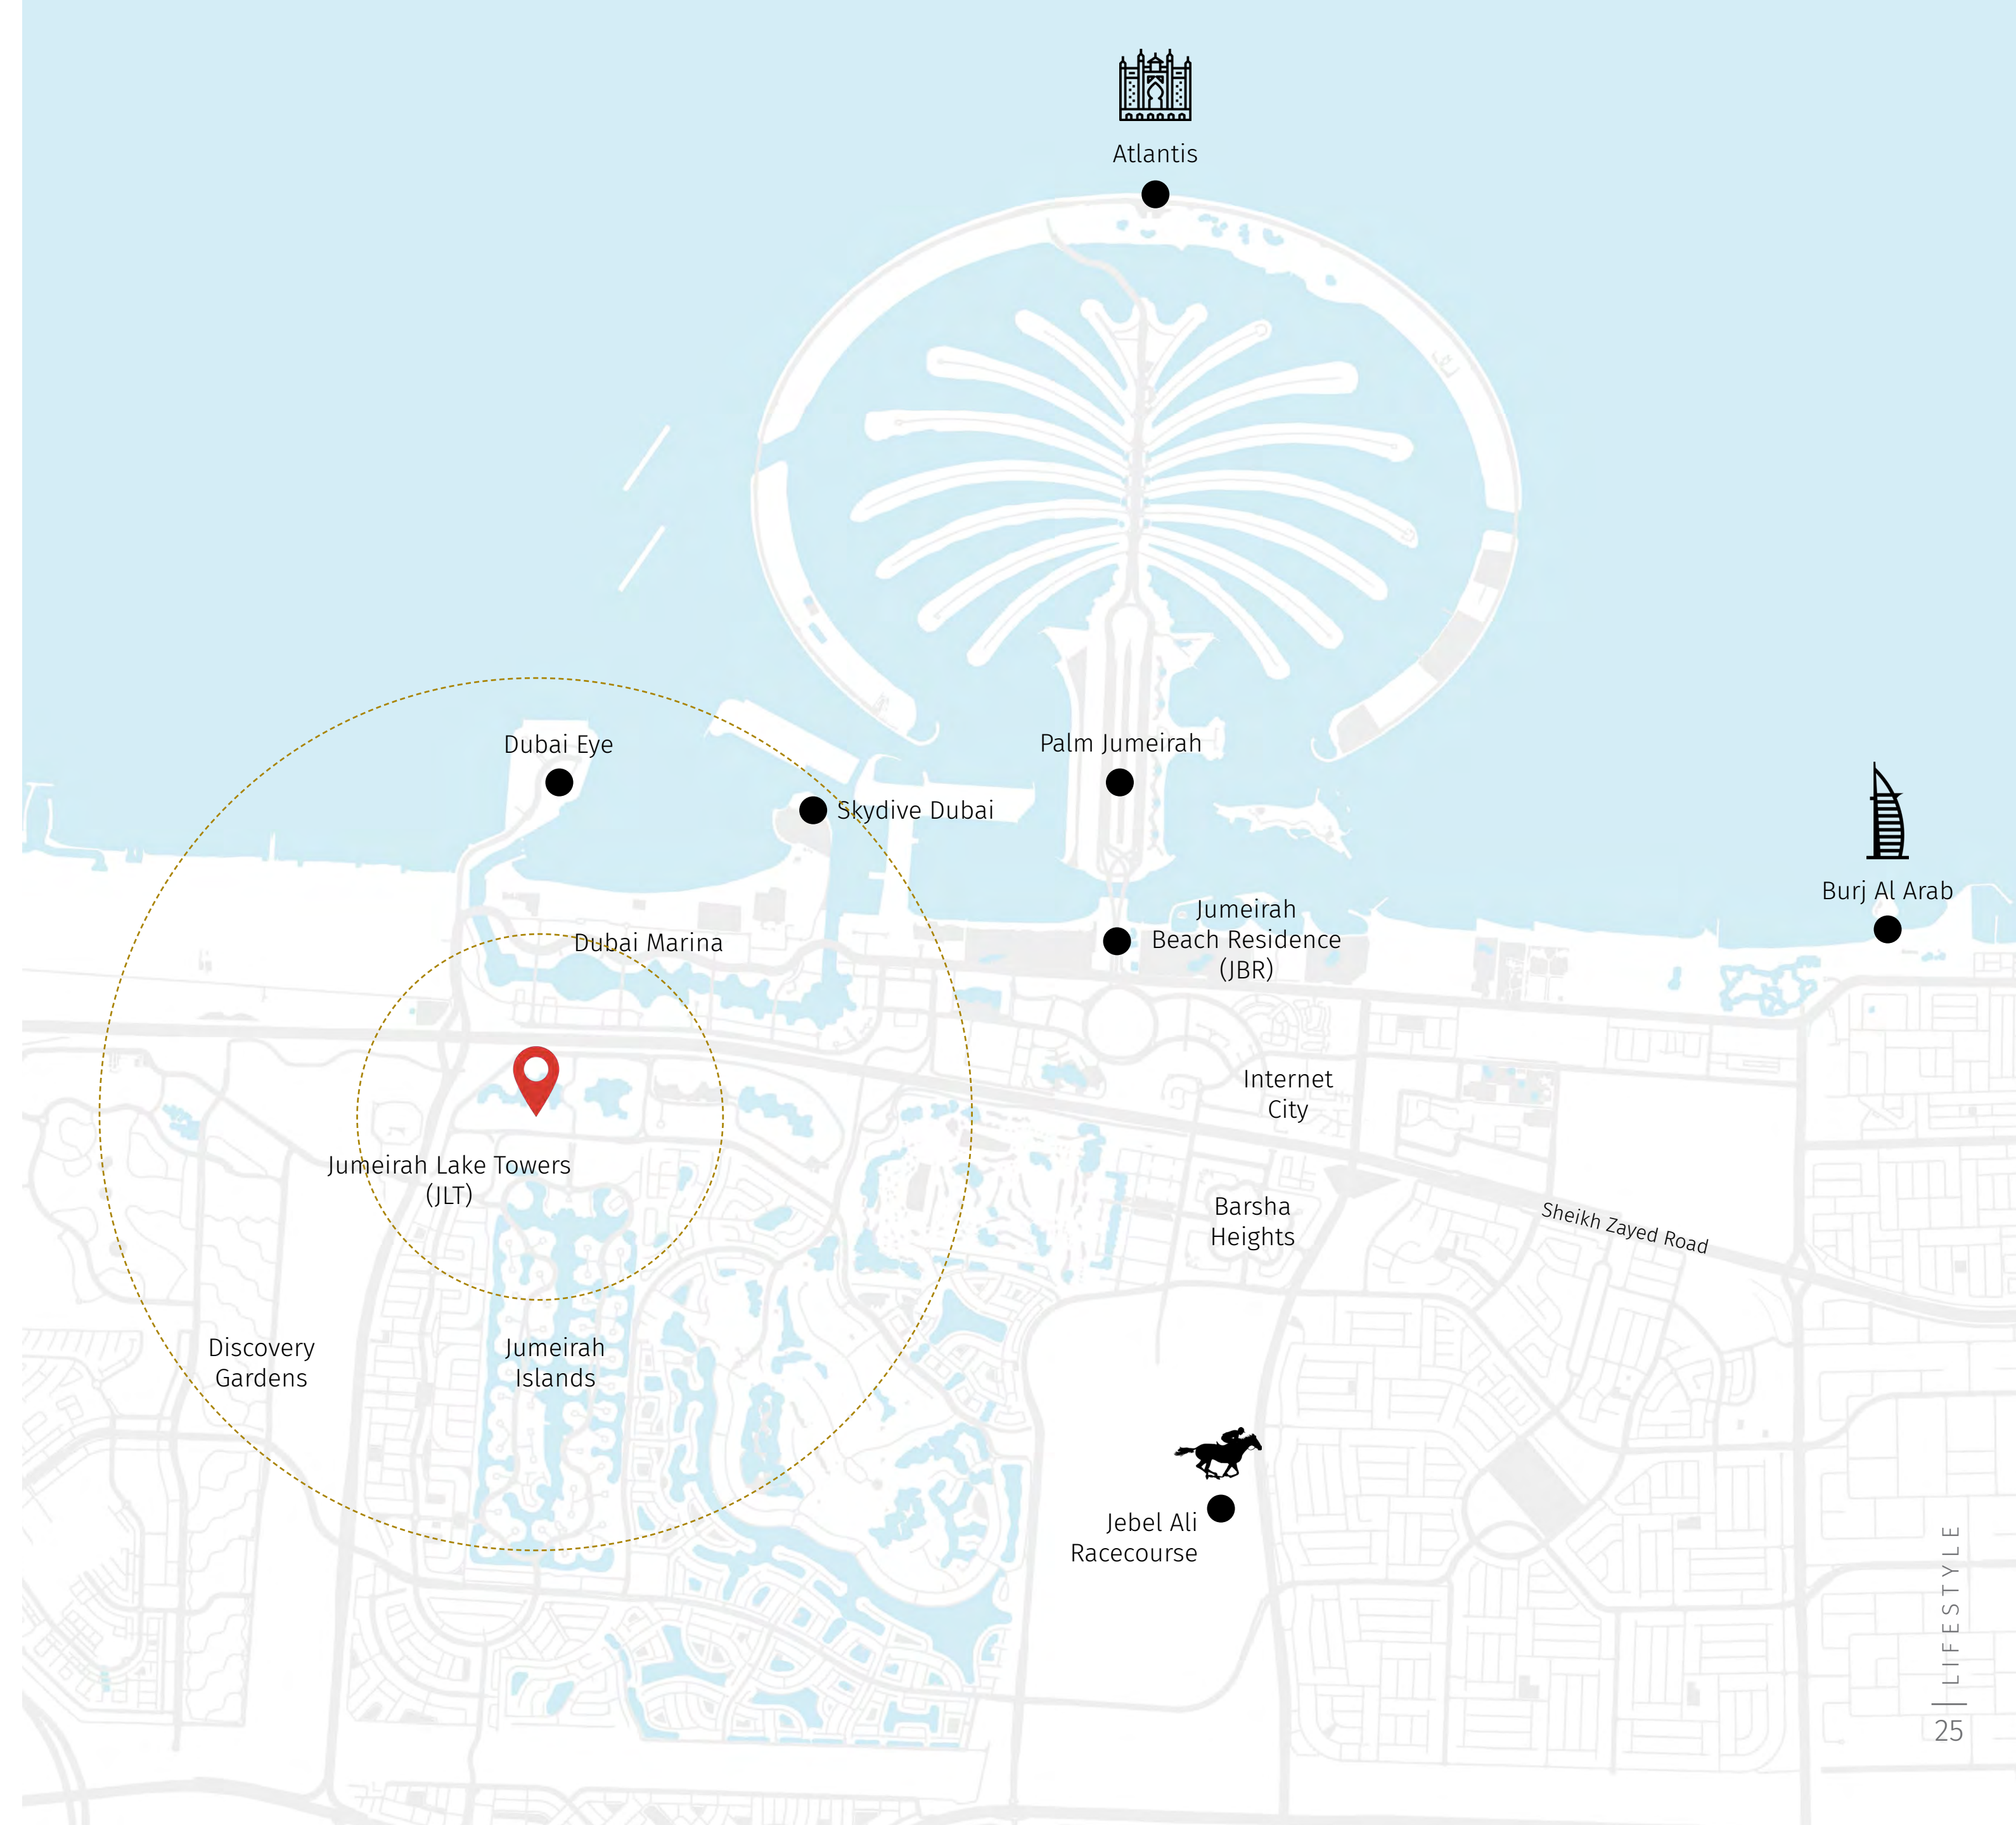 Atlantis
Dubai Eye
Palm Jumeirah
Skydive Dubai
Burj Al Arab
Jumeirah
Beach Residence
(JBR)
Dubai Marina
Internet
City
Jumeirah Lake Towers
(JLT)
Barsha
Heights
Sheikh Zayed Road
Discovery
Gardens
Jumeirah
Islands
Jebel Ali
Racecourse
LIFESTYLE
25